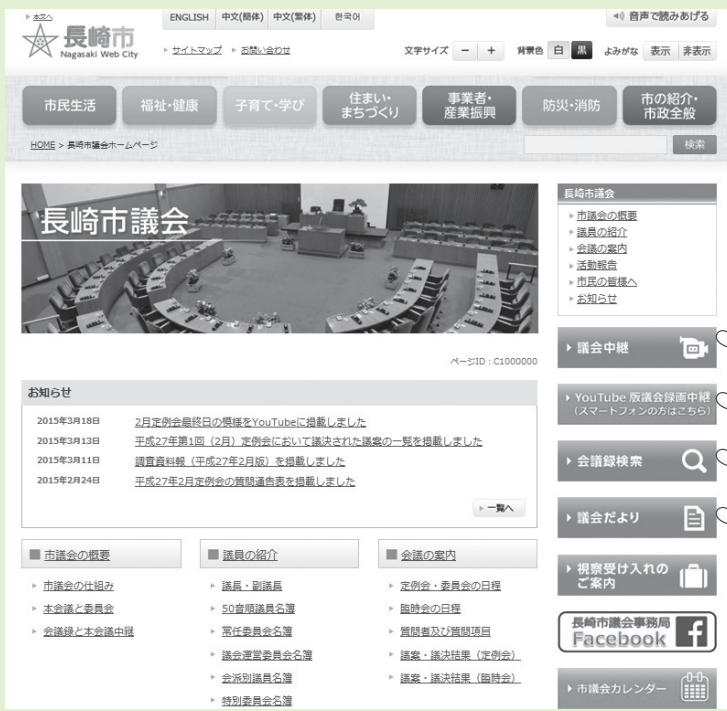 本文へ
ENGLISH 中文(簡体) 中文(繁体) 한국어
音声で読みあげる
長崎市
Nagasaki Web City
サイトマップ お問い合わせ
文字サイズ － ＋ 背景色 白 黒 よみがな 表示 非表示
市民生活
福祉・健康
子育て・学び
住まい・
まちづくり
事業者・
産業振興
防災・消防
市の紹介・
市政全般
HOME > 長崎市議会ホームページ
検索
長崎市議会
ページID：C1000000
お知らせ
2015年3月18日 2月定例会最終日の模様をYouTubeに掲載しました
2015年3月13日 平成27年第1回（2月）定例会において議決された議案の一覧を掲載しました
2015年3月11日 調査資料報（平成27年2月版）を掲載しました
2015年2月24日 平成27年2月定例会の質問通告表を掲載しました
一覧へ
市議会の概要
市議会の仕組み
本会議と委員会
会議録と本会議中継
議員の紹介
議長・副議長
50音順議員名簿
常任委員会名簿
議会運営委員会名簿
会派別議員名簿
特別委員会名簿
会議の案内
定例会・委員会の日程
臨時会の日程
質問者及び質問項目
議案・議決結果（定例会）
議案・議決結果（臨時会）
長崎市議会
市議会の概要
議員の紹介
会議の案内
活動報告
市民の皆様へ
お知らせ
議会中継
YouTube 版議会録画中継
（スマートフォンの方はこちら）
会議録検索
議会だより
視察受け入れの
ご案内
長崎市議会事務局
Facebook
市議会カレンダー